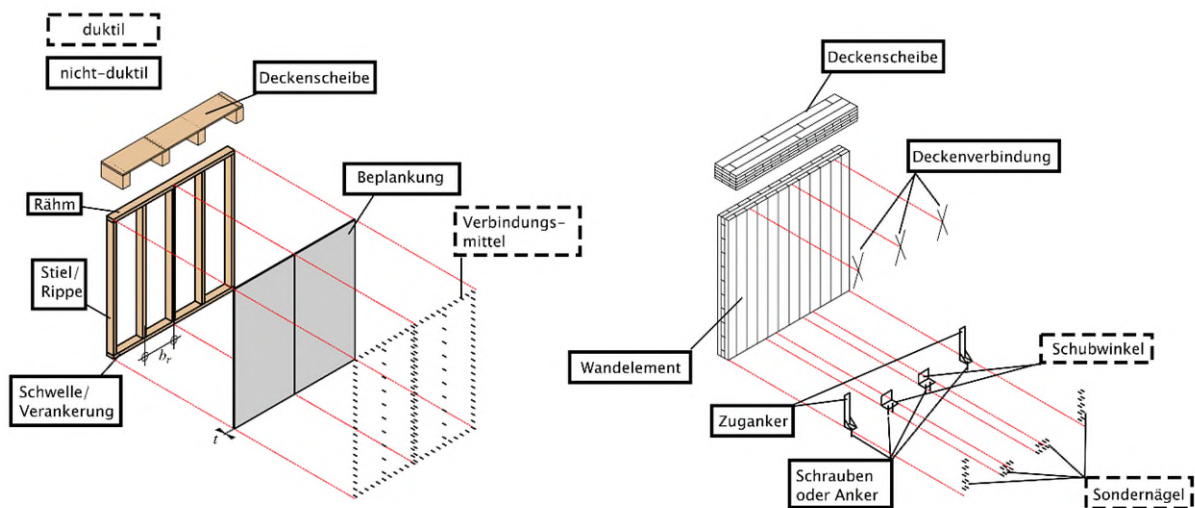 duktil
nicht-duktil
Deckenscheibe
Rähm
Stiel/
Rippe
Schwelle/
Verankerung
b_r
t
Beplankung
Verbindungs-
mittel
Deckenscheibe
Deckenverbindung
Wandelement
Schubwinkel
Zuganker
Schrauben
oder Anker
Sondernägel